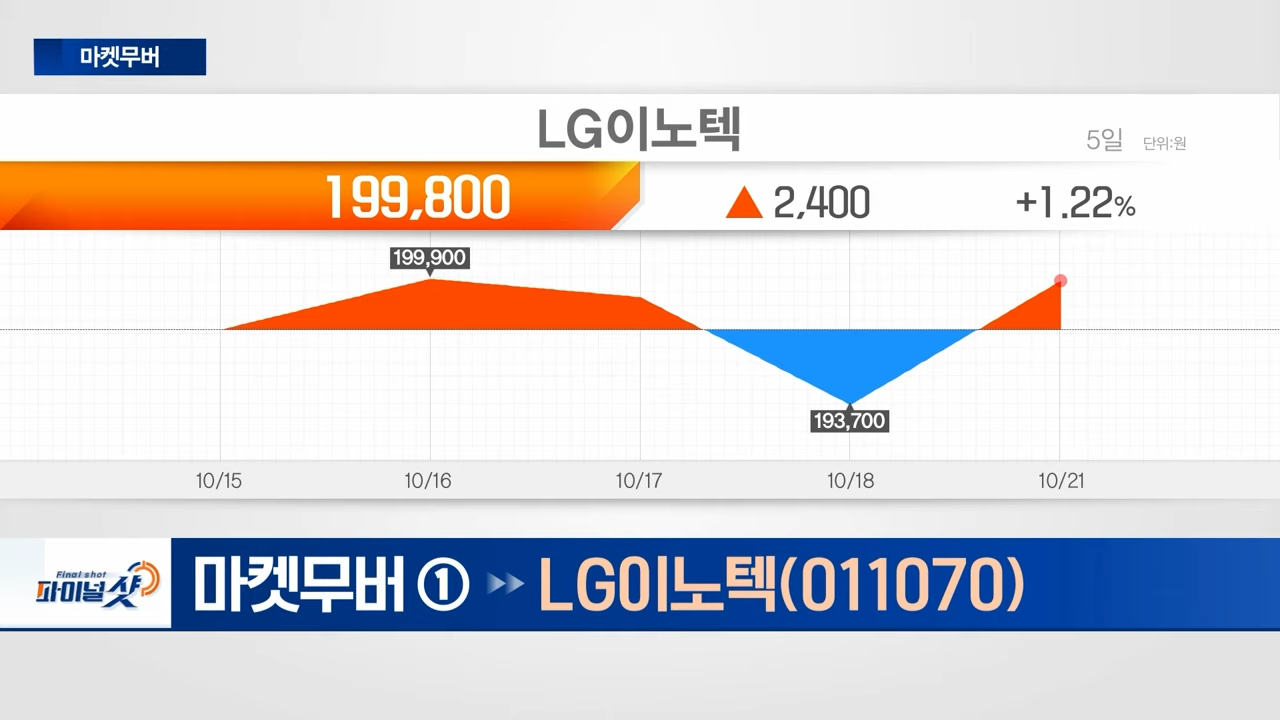 마켓무버
LG이노텍
5일 단위:원
199,800 ▲ 2,400 +1.22%
199,900
193,700
10/15 10/16 10/17 10/18 10/21
Final shot
파이널샷
마켓무버 ① LG이노텍(011070)